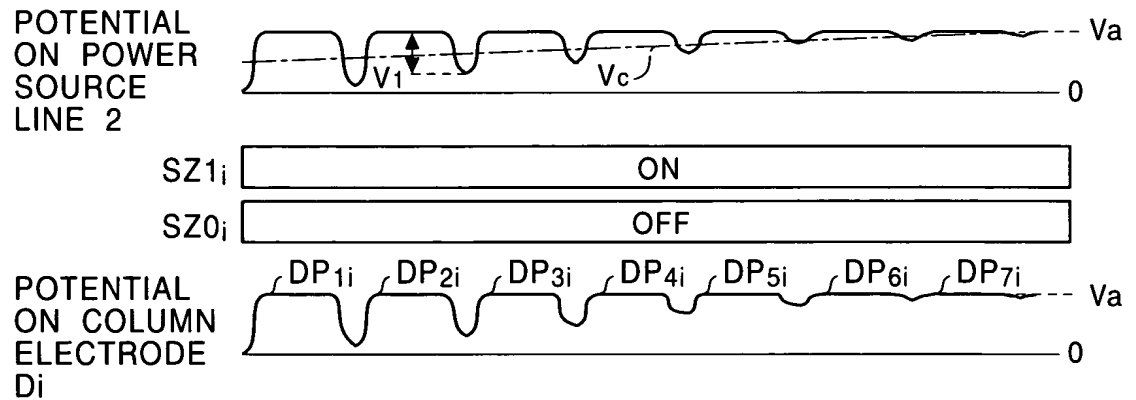 POTENTIAL
ON POWER
SOURCE
LINE 2
V1
Vc
Va
0
SZ1i
ON
SZ0i
OFF
POTENTIAL
ON COLUMN
ELECTRODE
Di
DP1i DP2i DP3i DP4i DP5i DP6i DP7i
Va
0